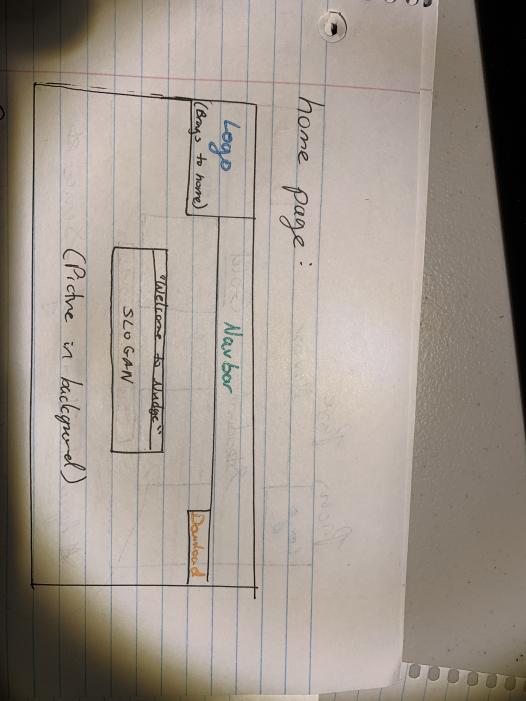 home page:
Logo
(Brings to home)
Navbar
Download
"Welcome to Nudge"
SLOGAN
(Picture in background)